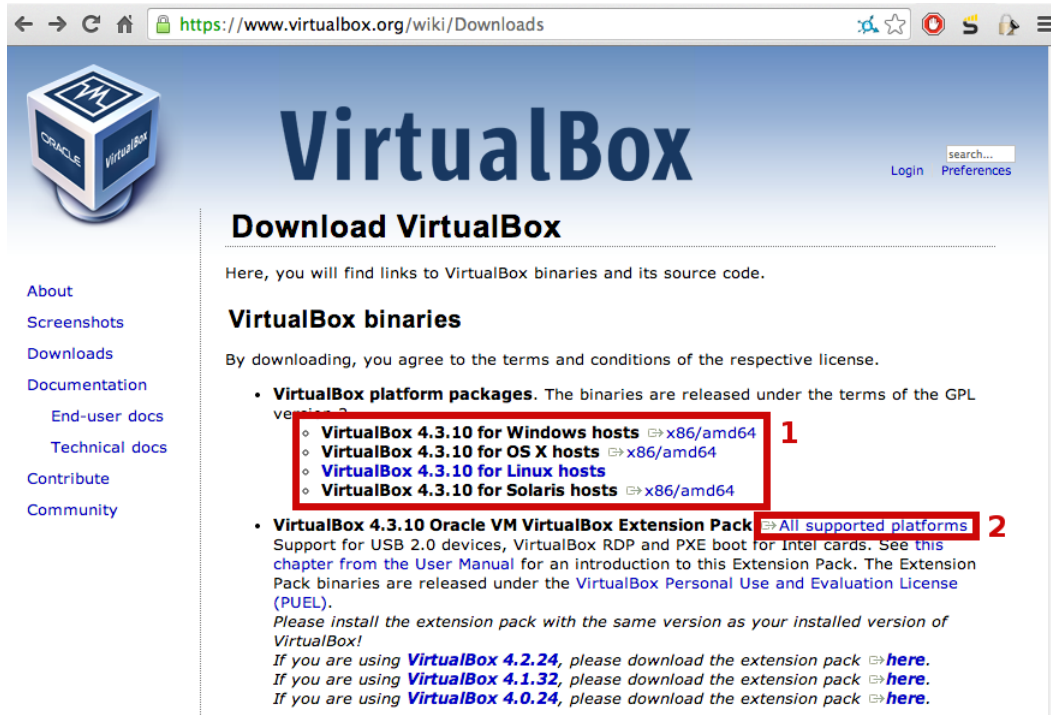 https://www.virtualbox.org/wiki/Downloads
ORACLE
VirtualBox
VirtualBox
search...
Login Preferences
Download VirtualBox
Here, you will find links to VirtualBox binaries and its source code.
About
Screenshots
Downloads
Documentation
End-user docs
Technical docs
Contribute
Community
VirtualBox binaries
By downloading, you agree to the terms and conditions of the respective license.
• VirtualBox platform packages. The binaries are released under the terms of the GPL
version 2.
VirtualBox 4.3.10 for Windows hosts x86/amd64 1
VirtualBox 4.3.10 for OS X hosts x86/amd64
VirtualBox 4.3.10 for Linux hosts
VirtualBox 4.3.10 for Solaris hosts x86/amd64
• VirtualBox 4.3.10 Oracle VM VirtualBox Extension Pack All supported platforms 2
Support for USB 2.0 devices, VirtualBox RDP and PXE boot for Intel cards. See this
chapter from the User Manual for an introduction to this Extension Pack. The Extension
Pack binaries are released under the VirtualBox Personal Use and Evaluation License
(PUEL).
Please install the extension pack with the same version as your installed version of
VirtualBox!
If you are using VirtualBox 4.2.24, please download the extension pack here.
If you are using VirtualBox 4.1.32, please download the extension pack here.
If you are using VirtualBox 4.0.24, please download the extension pack here.